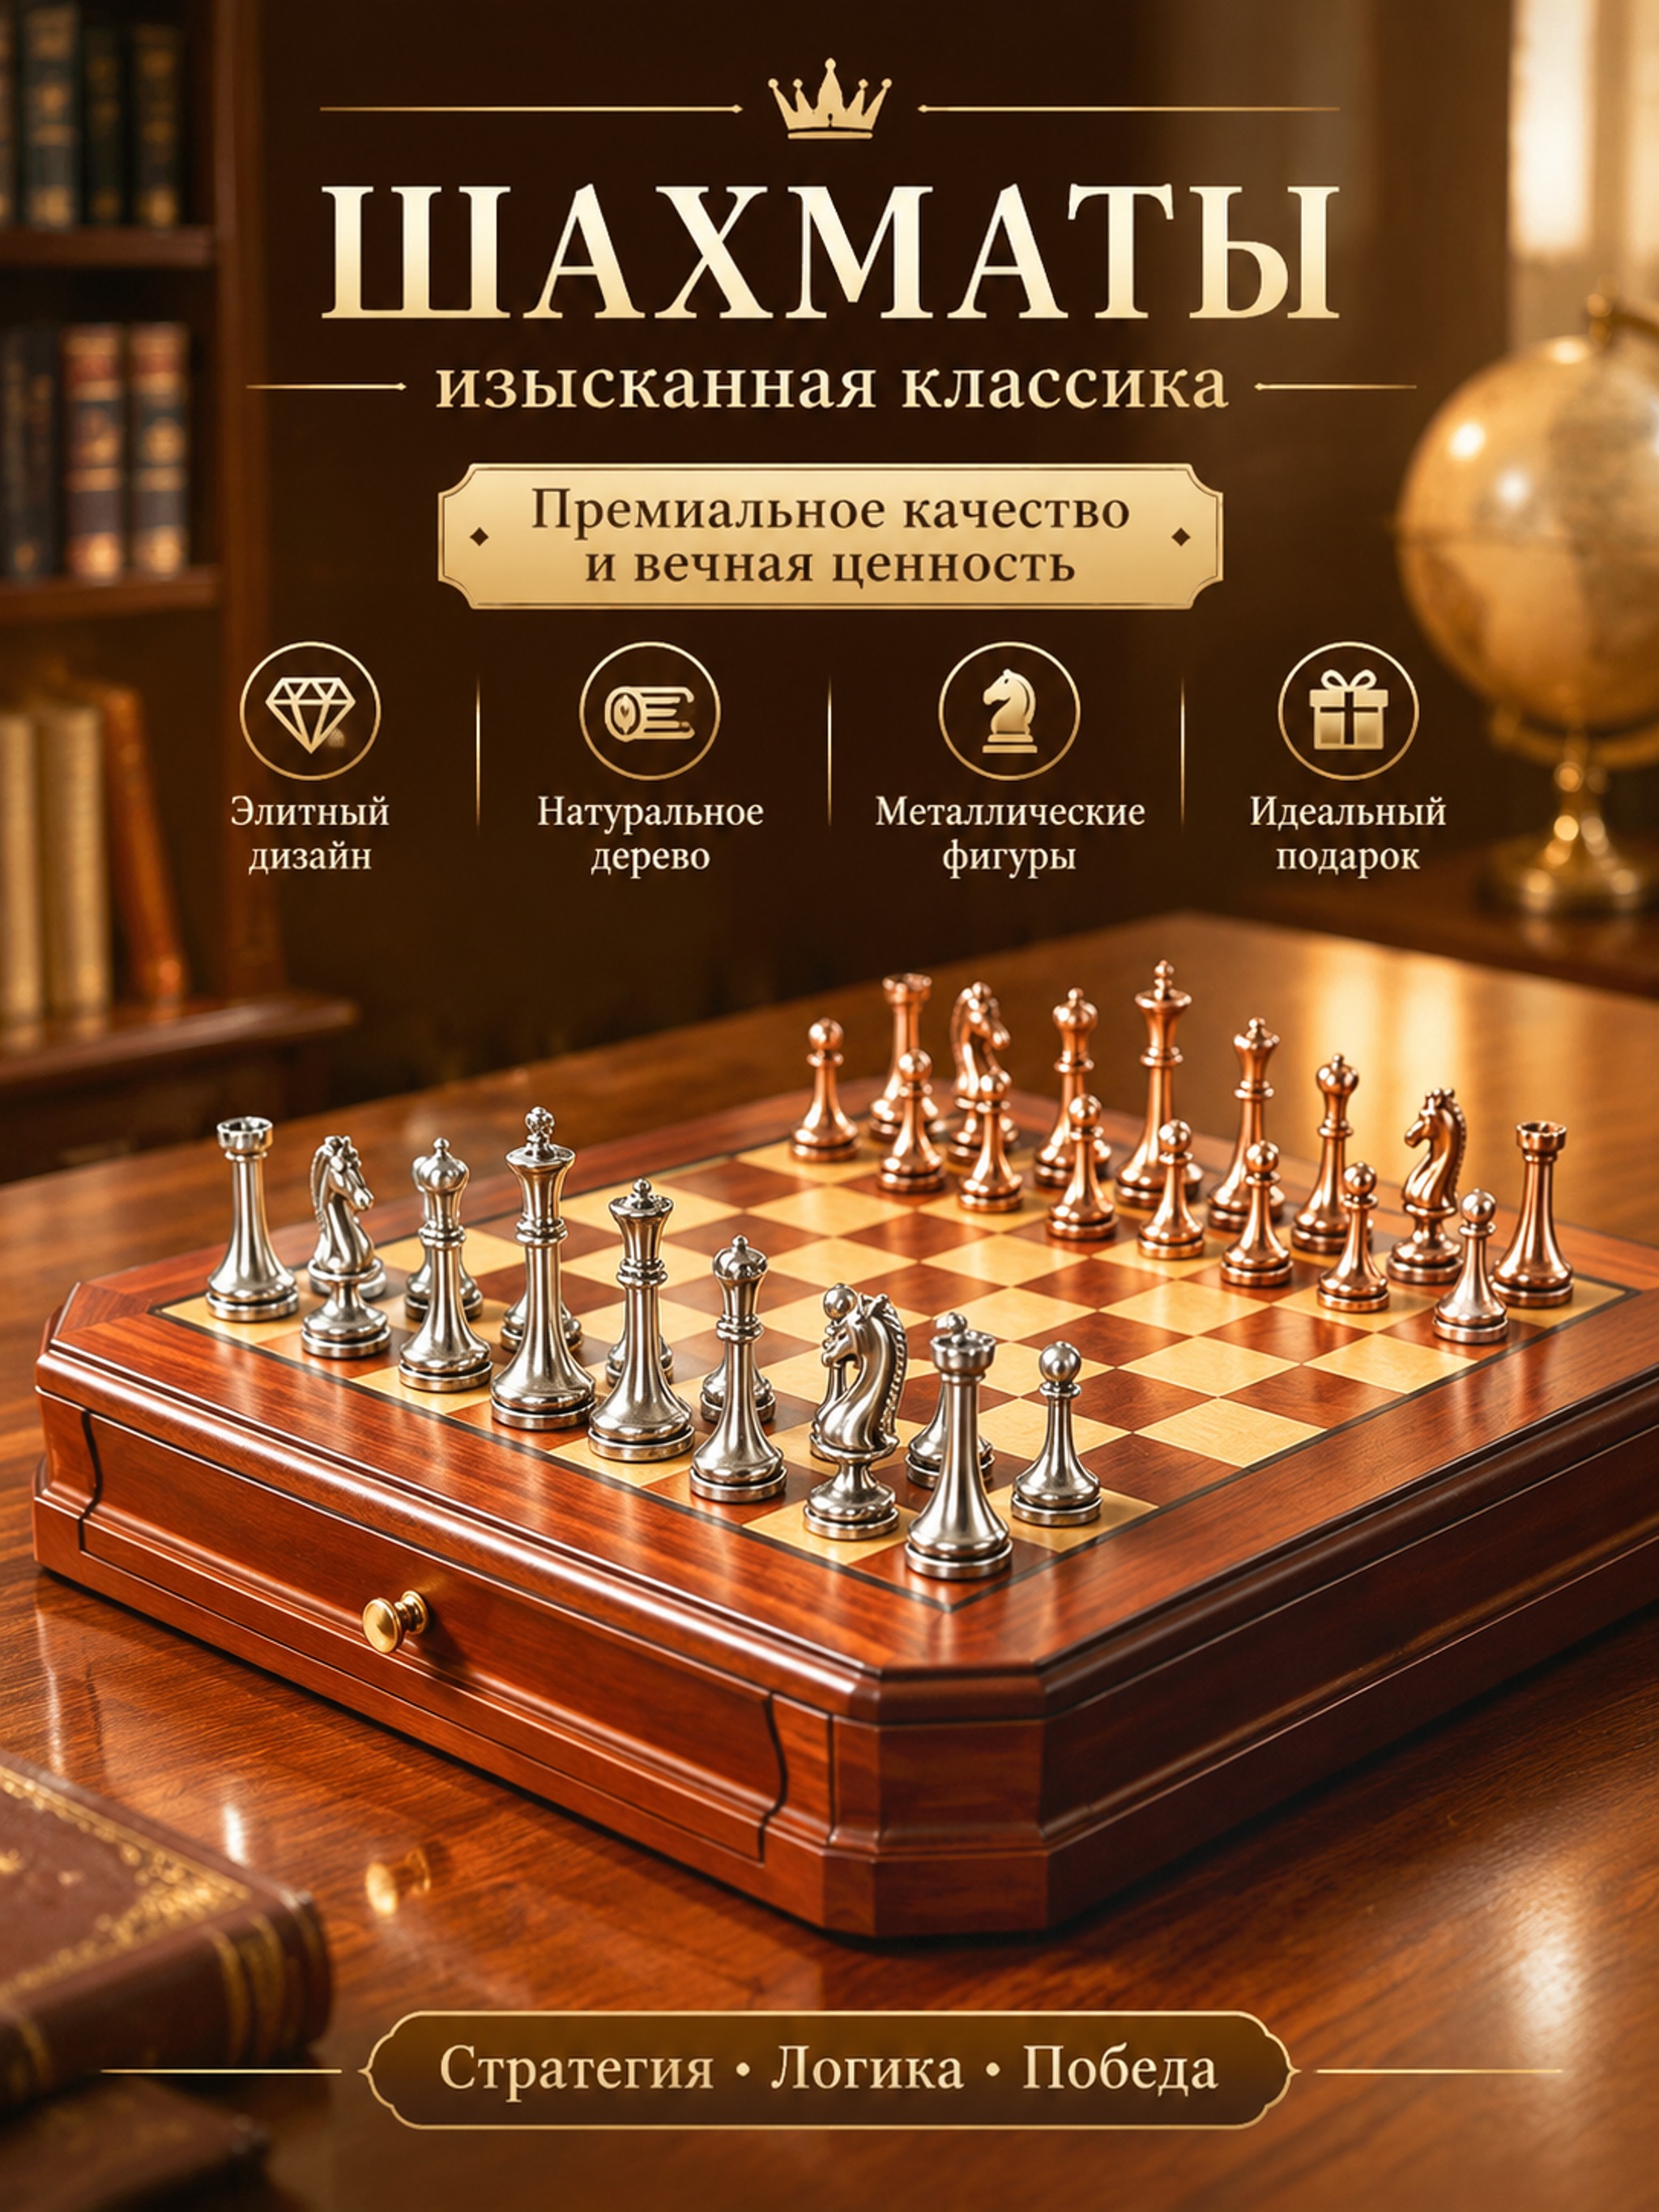 ШАХМАТЫ
изысканная классика
Премиальное качество
и вечная ценность
Элитный
дизайн
Натуральное
дерево
Металлические
фигуры
Идеальный
подарок
Стратегия • Логика • Победа